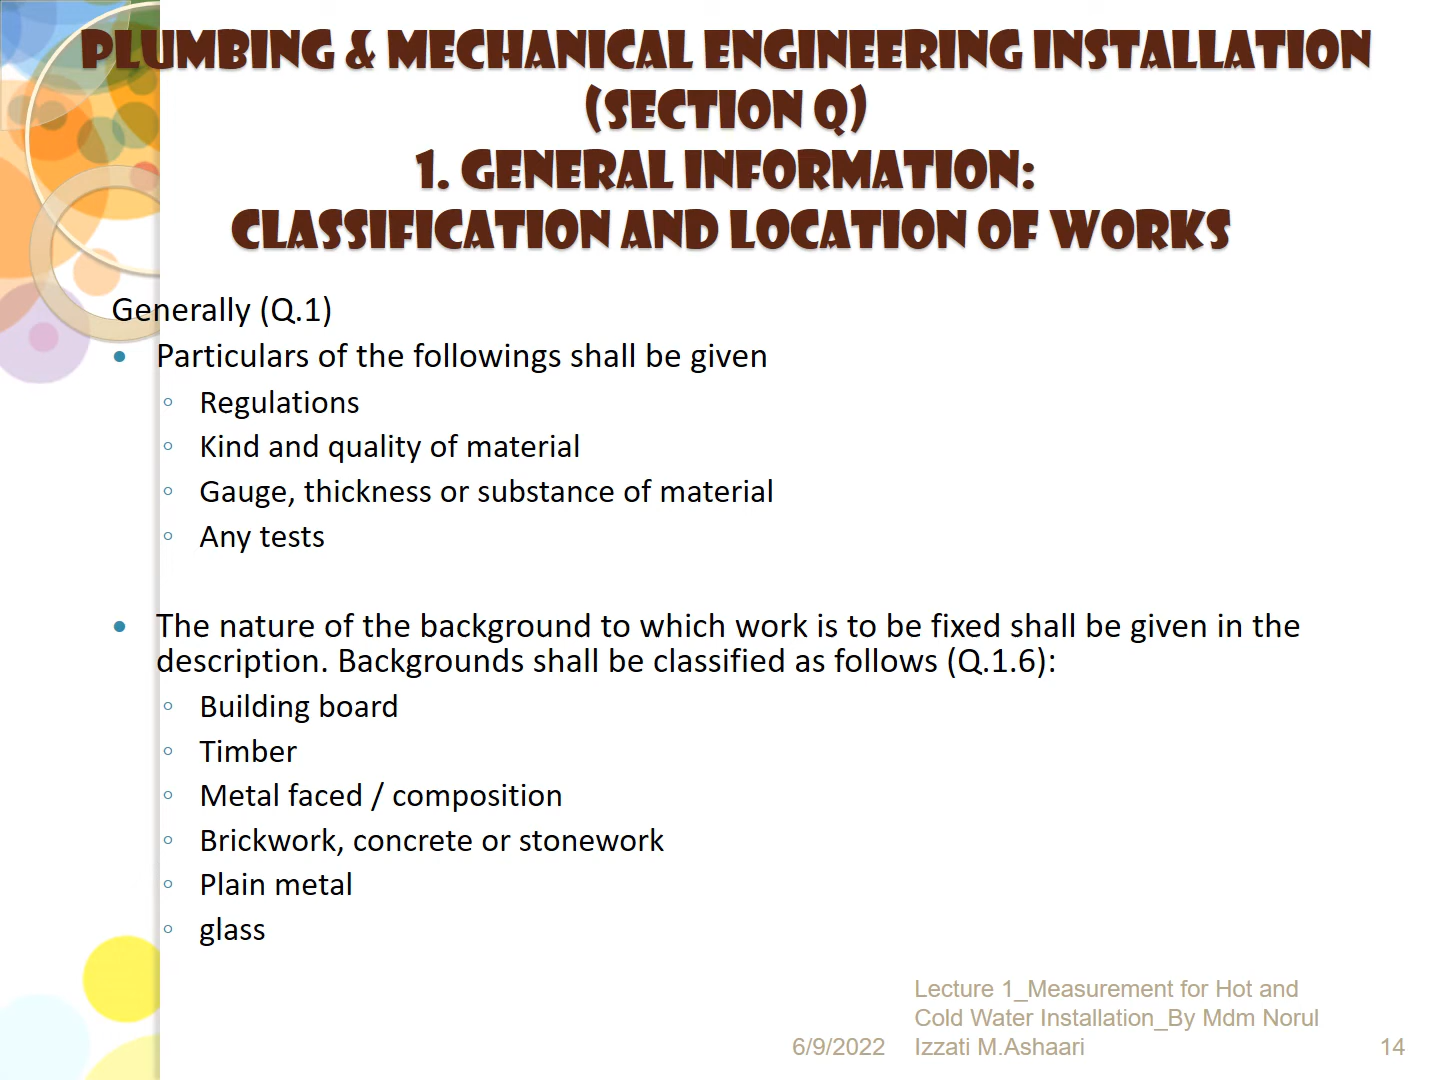 PLUMBING & MECHANICAL ENGINEERING INSTALLATION
(SECTION Q)
1. GENERAL INFORMATION:
CLASSIFICATION AND LOCATION OF WORKS
Generally (Q.1)
• Particulars of the followings shall be given
◦ Regulations
◦ Kind and quality of material
◦ Gauge, thickness or substance of material
◦ Any tests
• The nature of the background to which work is to be fixed shall be given in the
description. Backgrounds shall be classified as follows (Q.1.6):
◦ Building board
◦ Timber
◦ Metal faced / composition
◦ Brickwork, concrete or stonework
◦ Plain metal
◦ glass
Lecture 1_Measurement for Hot and
Cold Water Installation_By Mdm Norul
6/9/2022 Izzati M.Ashaari 14